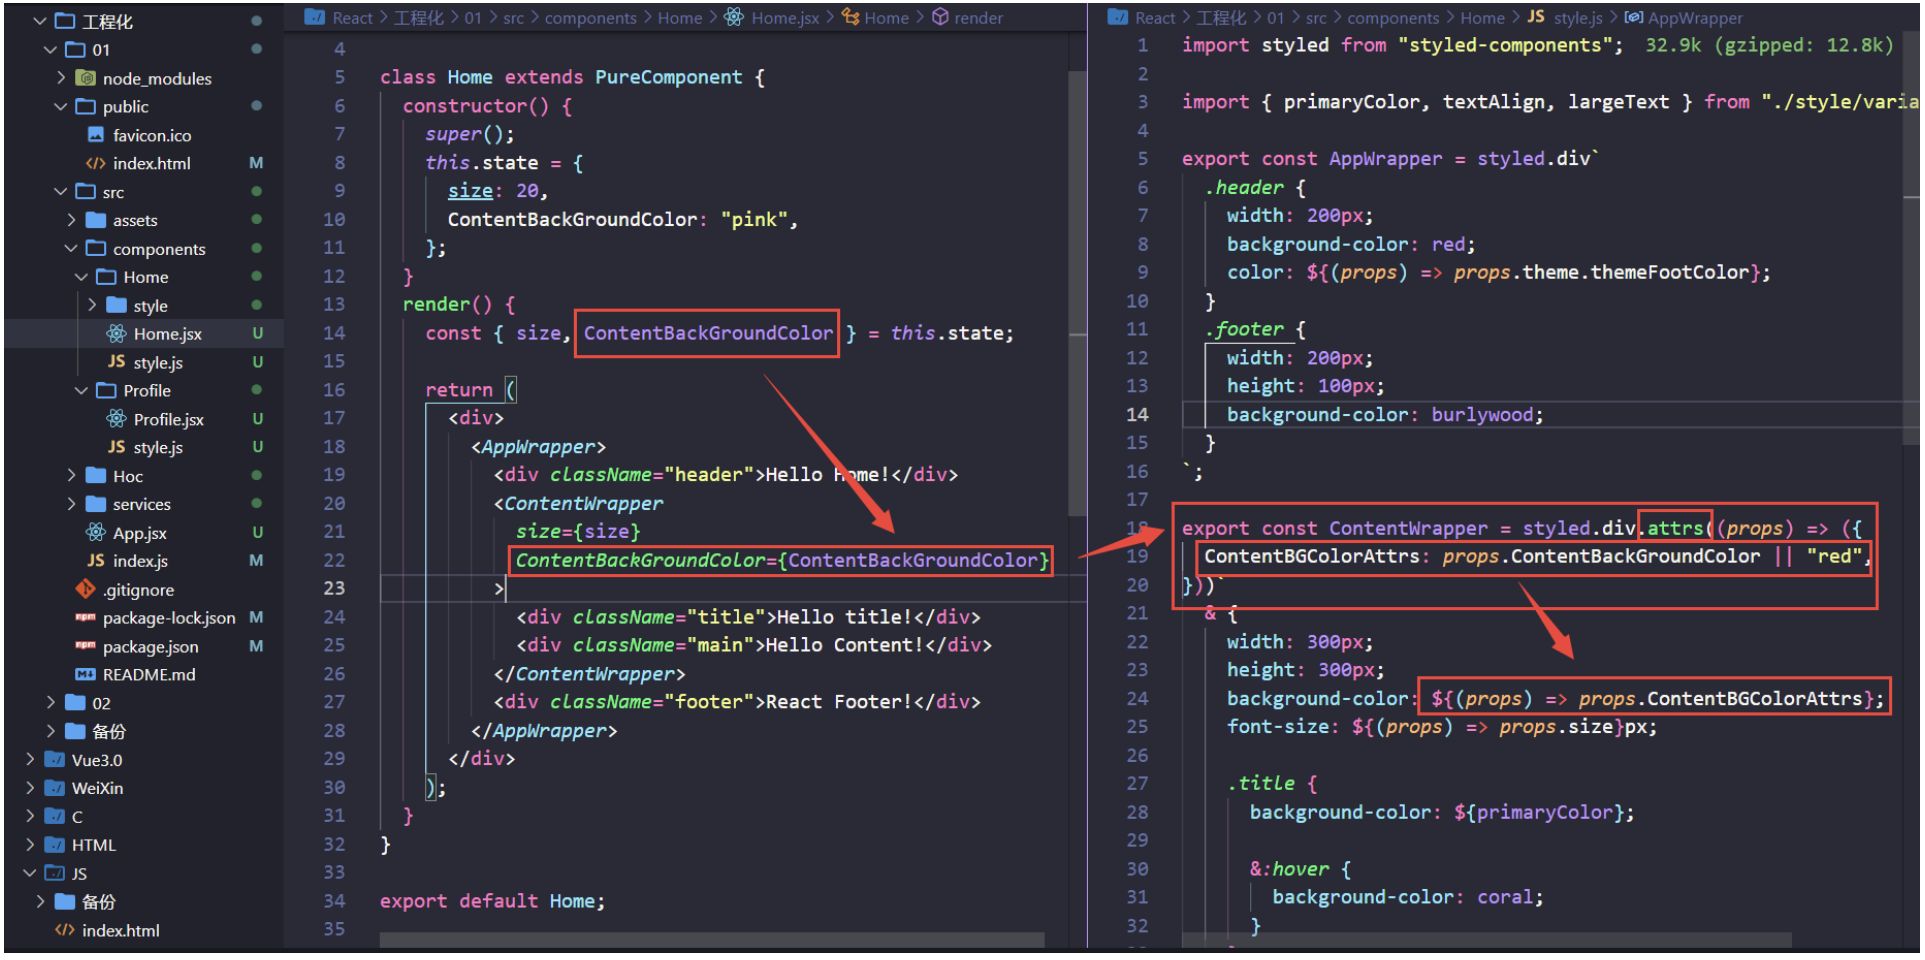 工程化
01
node_modules
public
favicon.ico
index.html M
src
assets
components
Home
style
Home.jsx U
JS style.js U
Profile
Profile.jsx U
JS style.js U
Hoc
services
App.jsx U
JS index.js M
.gitignore
npm package-lock.json M
npm package.json M
README.md
02
备份
Vue3.0
WeiXin
C
HTML
JS
备份
index.html
React > 工程化 > 01 > src > components > Home > Home.jsx > Home > render
4
5 class Home extends PureComponent {
6 constructor() {
7 super();
8 this.state = {
9 size: 20,
10 ContentBackGroundColor: "pink",
11 };
12 }
13 render() {
14 const { size, ContentBackGroundColor } = this.state;
15
16 return (
17 <div>
18 <AppWrapper>
19 <div className="header">Hello Home!</div>
20 <ContentWrapper
21 size={size}
22 ContentBackGroundColor={ContentBackGroundColor}
23 >
24 <div className="title">Hello title!</div>
25 <div className="main">Hello Content!</div>
26 </ContentWrapper>
27 <div className="footer">React Footer!</div>
28 </AppWrapper>
29 </div>
30 );
31 }
32 }
33
34 export default Home;
35
React > 工程化 > 01 > src > components > Home > JS style.js > AppWrapper
1 import styled from "styled-components"; 32.9k (gzipped: 12.8k)
2
3 import { primaryColor, textAlign, largeText } from "./style/varia
4
5 export const AppWrapper = styled.div`
6 .header {
7 width: 200px;
8 background-color: red;
9 color: ${(props) => props.theme.themeFootColor};
10 }
11 .footer {
12 width: 200px;
13 height: 100px;
14 background-color: burlywood;
15 }
16 `;
17
18 export const ContentWrapper = styled.div.attrs((props) => ({
19 ContentBGColorAttrs: props.ContentBackGroundColor || "red",
20 }))`
21 & {
22 width: 300px;
23 height: 300px;
24 background-color: ${(props) => props.ContentBGColorAttrs};
25 font-size: ${(props) => props.size}px;
26
27 .title {
28 background-color: ${primaryColor};
29
30 &:hover {
31 background-color: coral;
32 }